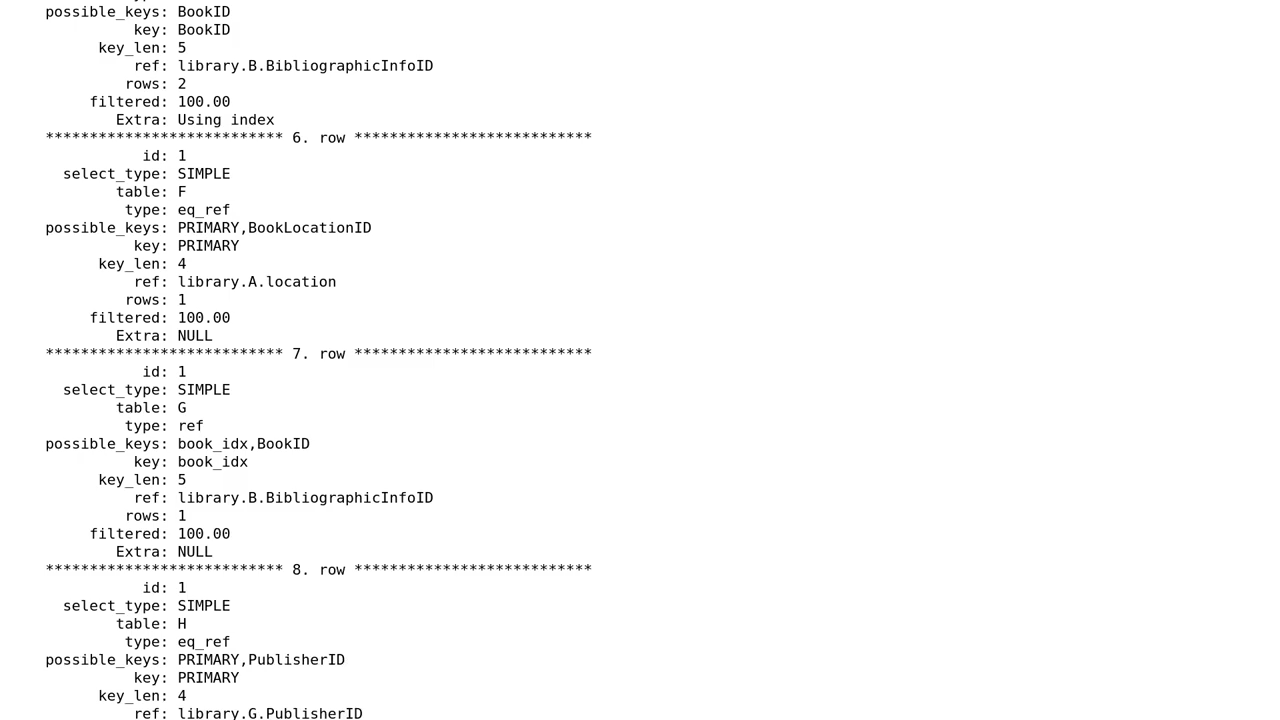 possible_keys: BookID
key: BookID
key_len: 5
ref: library.B.BibliographicInfoID
rows: 2
filtered: 100.00
Extra: Using index
*************************** 6. row ***************************
id: 1
select_type: SIMPLE
table: F
type: eq_ref
possible_keys: PRIMARY,BookLocationID
key: PRIMARY
key_len: 4
ref: library.A.location
rows: 1
filtered: 100.00
Extra: NULL
*************************** 7. row ***************************
id: 1
select_type: SIMPLE
table: G
type: ref
possible_keys: book_idx,BookID
key: book_idx
key_len: 5
ref: library.B.BibliographicInfoID
rows: 1
filtered: 100.00
Extra: NULL
*************************** 8. row ***************************
id: 1
select_type: SIMPLE
table: H
type: eq_ref
possible_keys: PRIMARY,PublisherID
key: PRIMARY
key_len: 4
ref: library.G.PublisherID